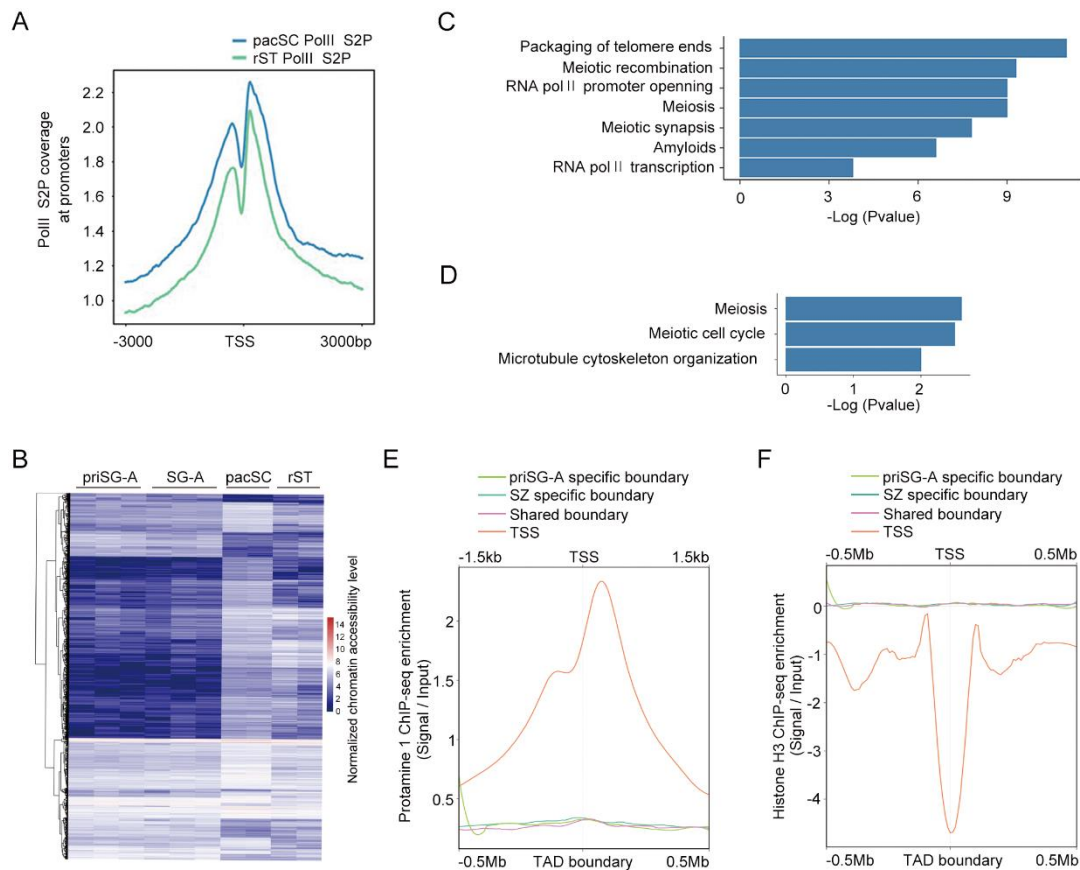 A
pacSC PolII S2P
rST PolII S2P
PolII S2P coverage
at promoters
2.2
2.0
1.8
1.6
1.4
1.2
1.0
-3000
TSS
3000bp
B
priSG-A
SG-A
pacSC
rST
Normalized chromatin accessibility level
14
12
10
8
6
4
2
0
C
Packaging of telomere ends
Meiotic recombination
RNA pol II promoter openning
Meiosis
Meiotic synapsis
Amyloids
RNA pol II transcription
0
3
6
9
-Log (Pvalue)
D
Meiosis
Meiotic cell cycle
Microtubule cytoskeleton organization
0
1
2
-Log (Pvalue)
E
priSG-A specific boundary
SZ specific boundary
Shared boundary
TSS
-1.5kb
TSS
1.5kb
Protamine 1 ChIP-seq enrichment
(Signal / Input)
2
1.5
1
0.5
-0.5Mb
TAD boundary
0.5Mb
F
priSG-A specific boundary
SZ specific boundary
Shared boundary
TSS
-0.5Mb
TSS
0.5Mb
Histone H3 ChIP-seq enrichment
(Signal / Input)
0
-1
-2
-3
-4
-0.5Mb
TAD boundary
0.5Mb